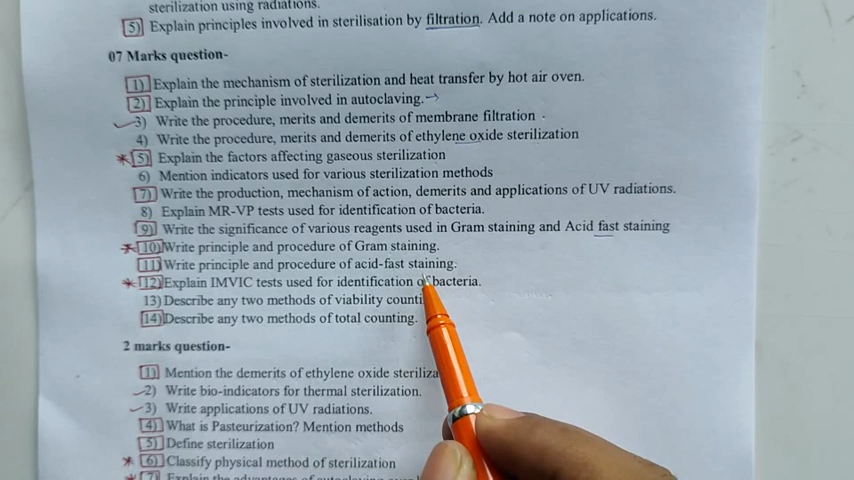 sterilization using radiations.
5) Explain principles involved in sterilisation by filtration. Add a note on applications.
07 Marks question-
1) Explain the mechanism of sterilization and heat transfer by hot air oven.
2) Explain the principle involved in autoclaving.→
3) Write the procedure, merits and demerits of membrane filtration
4) Write the procedure, merits and demerits of ethylene oxide sterilization
5) Explain the factors affecting gaseous sterilization
6) Mention indicators used for various sterilization methods
7) Write the production, mechanism of action, demerits and applications of UV radiations.
8) Explain MR-VP tests used for identification of bacteria.
9) Write the significance of various reagents used in Gram staining and Acid fast staining
10) Write principle and procedure of Gram staining.
11) Write principle and procedure of acid-fast staining.
12) Explain IMVIC tests used for identification of bacteria.
13) Describe any two methods of viability counti
14) Describe any two methods of total counting.
2 marks question-
1) Mention the demerits of ethylene oxide steriliza
2) Write bio-indicators for thermal sterilization.
3) Write applications of UV radiations.
4) What is Pasteurization? Mention methods
5) Define sterilization
6) Classify physical method of sterilization
7) Explain the advantages of autoclaving